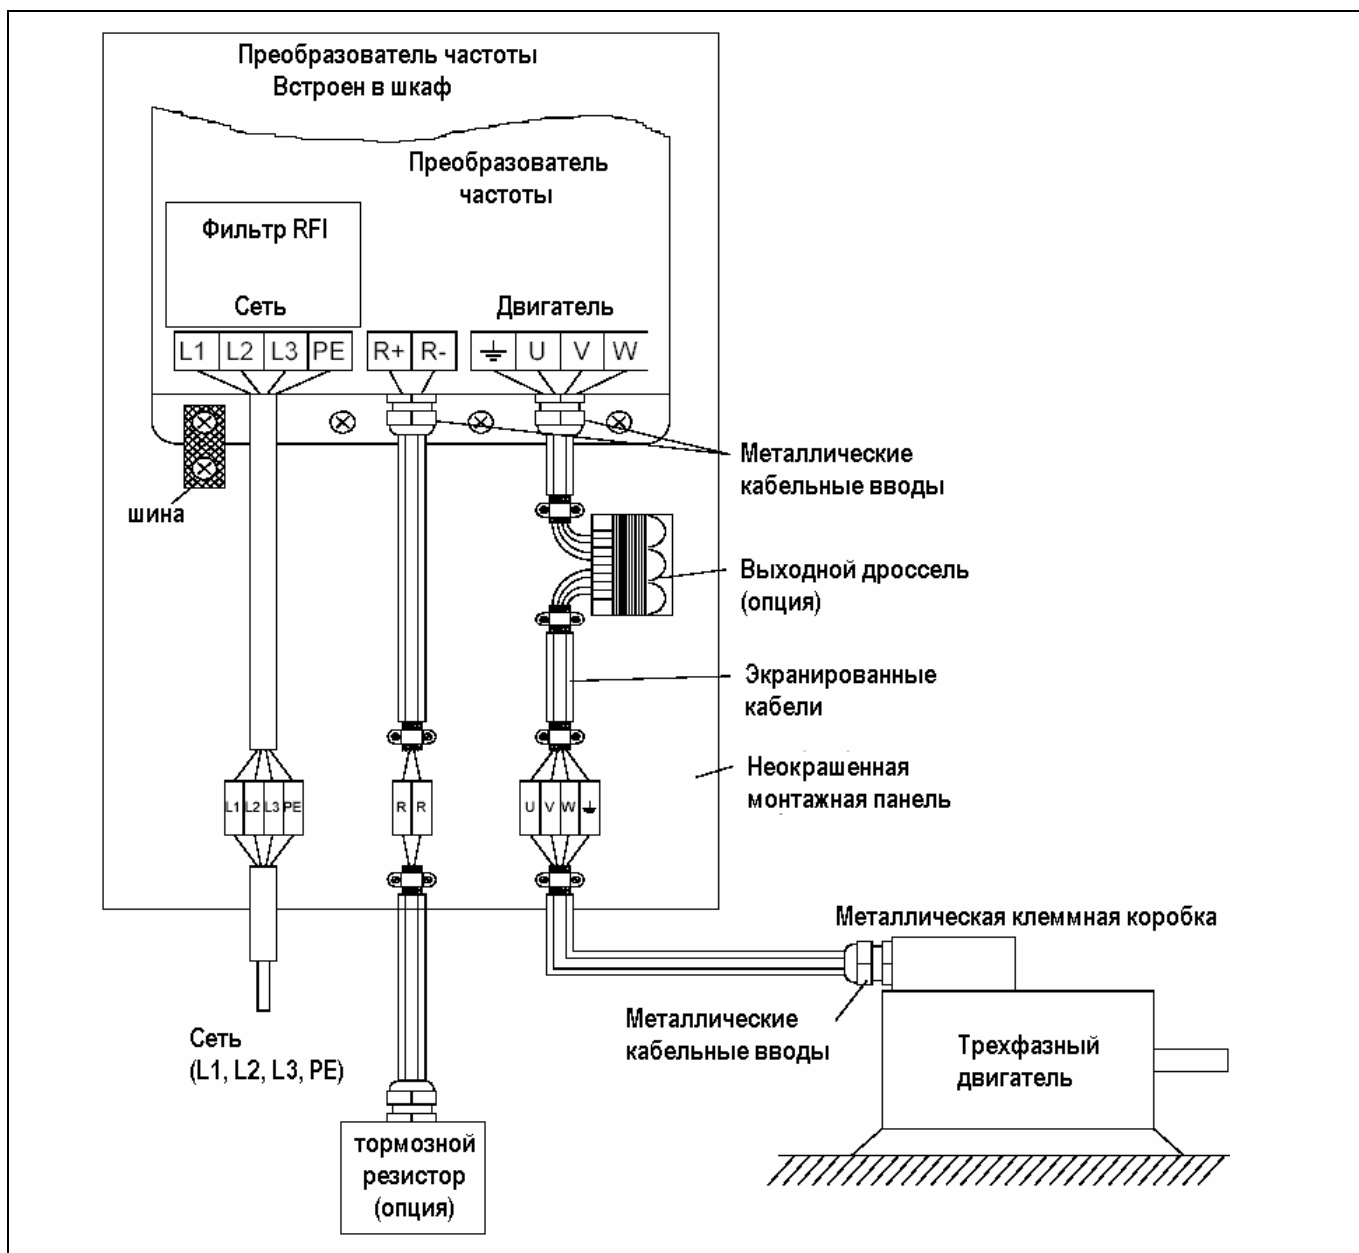 Преобразователь частоты
Встроен в шкаф
Преобразователь
частоты
Фильтр RFI
Сеть
Двигатель
L1 L2 L3 PE R+ R- U V W
Металлические
кабельные вводы
шина
Выходной дроссель
(опция)
Экранированные
кабели
Неокрашенная
монтажная панель
L1 L2 L3 PE R R U V W
Металлическая клеммная коробка
Металлические
кабельные вводы
Сеть
(L1, L2, L3, PE)
Трехфазный
двигатель
тормозной
резистор
(опция)